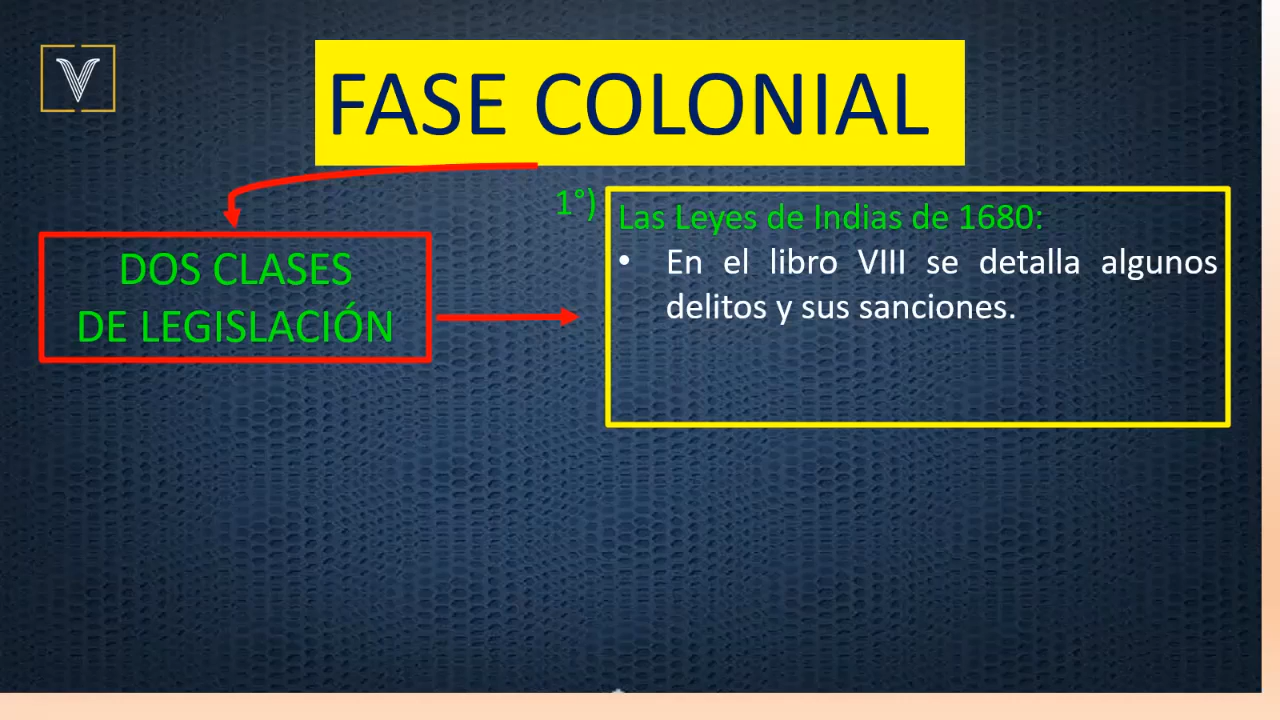 V
FASE COLONIAL
DOS CLASES
DE LEGISLACIÓN
1°)
Las Leyes de Indias de 1680:
• En el libro VIII se detalla algunos
delitos y sus sanciones.